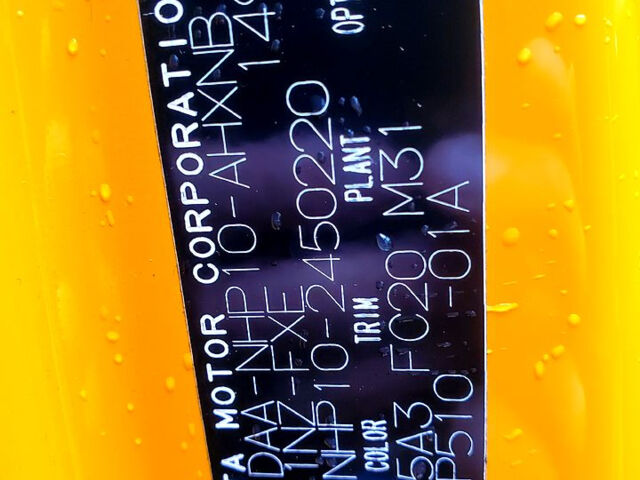 TA MOTOR CORPORATIO
DAA-NHP10-AHXNB
1NZ-FXE 149
NHP10-2450220
COLOR TRIM PLANT OPT
5A3 FC20 M31
P510 -01A